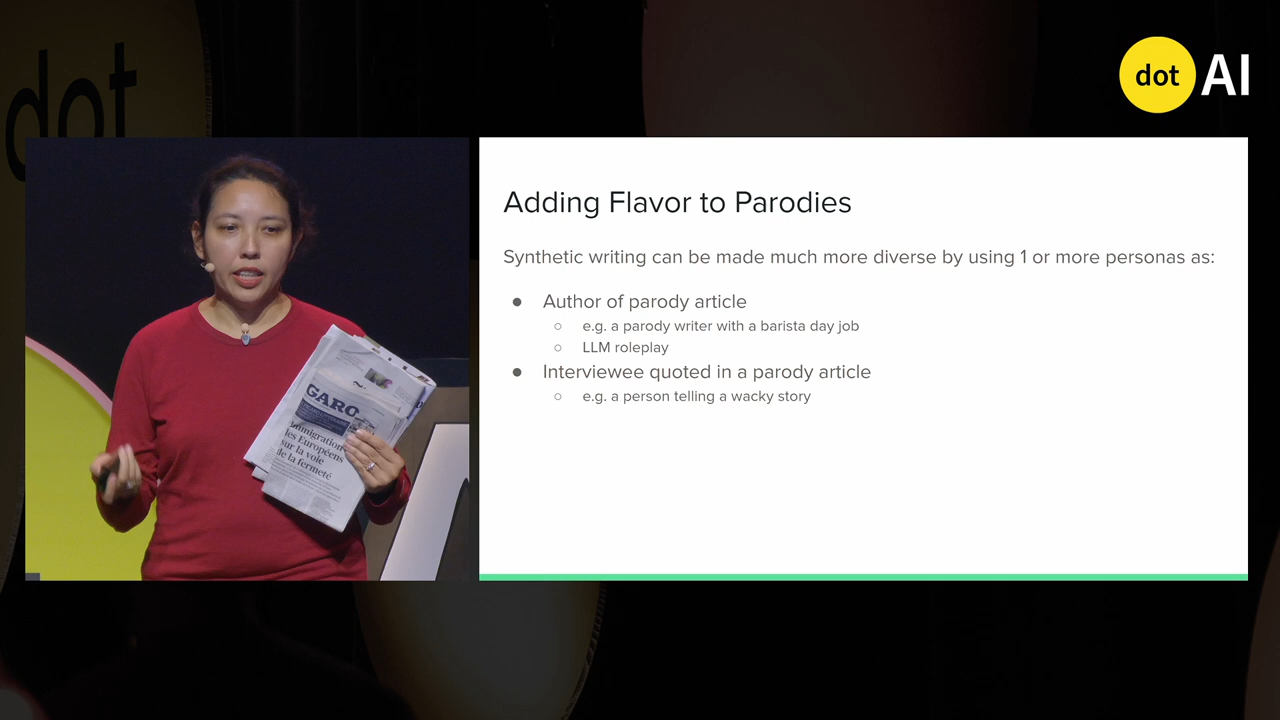 dot
dot AI
Adding Flavor to Parodies
Synthetic writing can be made much more diverse by using 1 or more personas as:
● Author of parody article
○ e.g. a parody writer with a barista day job
○ LLM roleplay
● Interviewee quoted in a parody article
○ e.g. a person telling a wacky story
GARO
Immigration
les Européens
sur la voie
de la fermeté